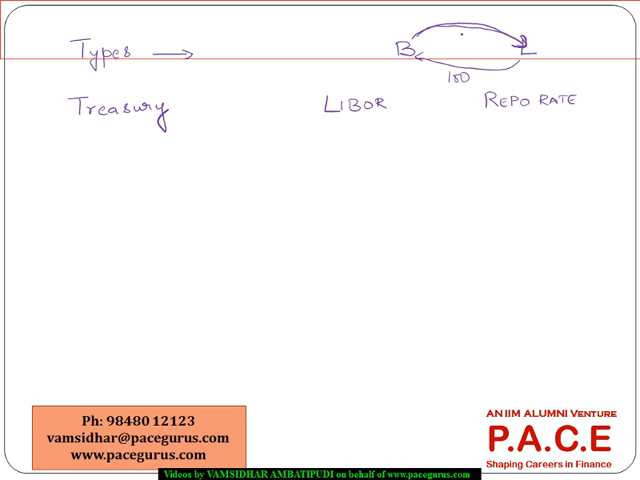 Types → B L
100
Treasury LIBOR REPO RATE
Ph: 98480 12123
vamsidhar@pacegurus.com
www.pacegurus.com
AN IIM ALUMNI VENTURE
P.A.C.E
Shaping Careers in Finance
Videos by VAMSIDHAR AMBATIPUDI on behalf of www.pacegurus.com